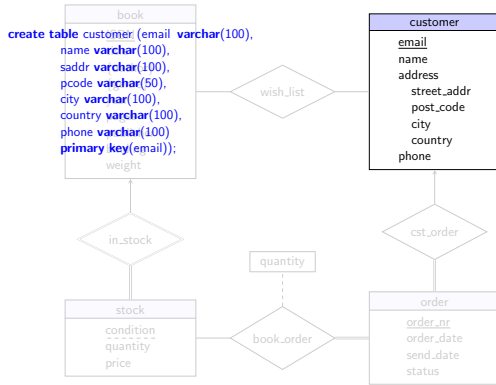 book
create table customer (email varchar(100),
name varchar(100),
saddr varchar(100),
pcode varchar(50),
city varchar(100),
country varchar(100),
phone varchar(100)
primary key(email));
weight
wish_list
customer
email
name
address
street_addr
post_code
city
country
phone
in_stock
cst_order
quantity
stock
condition
quantity
price
book_order
order
order_nr
order_date
send_date
status